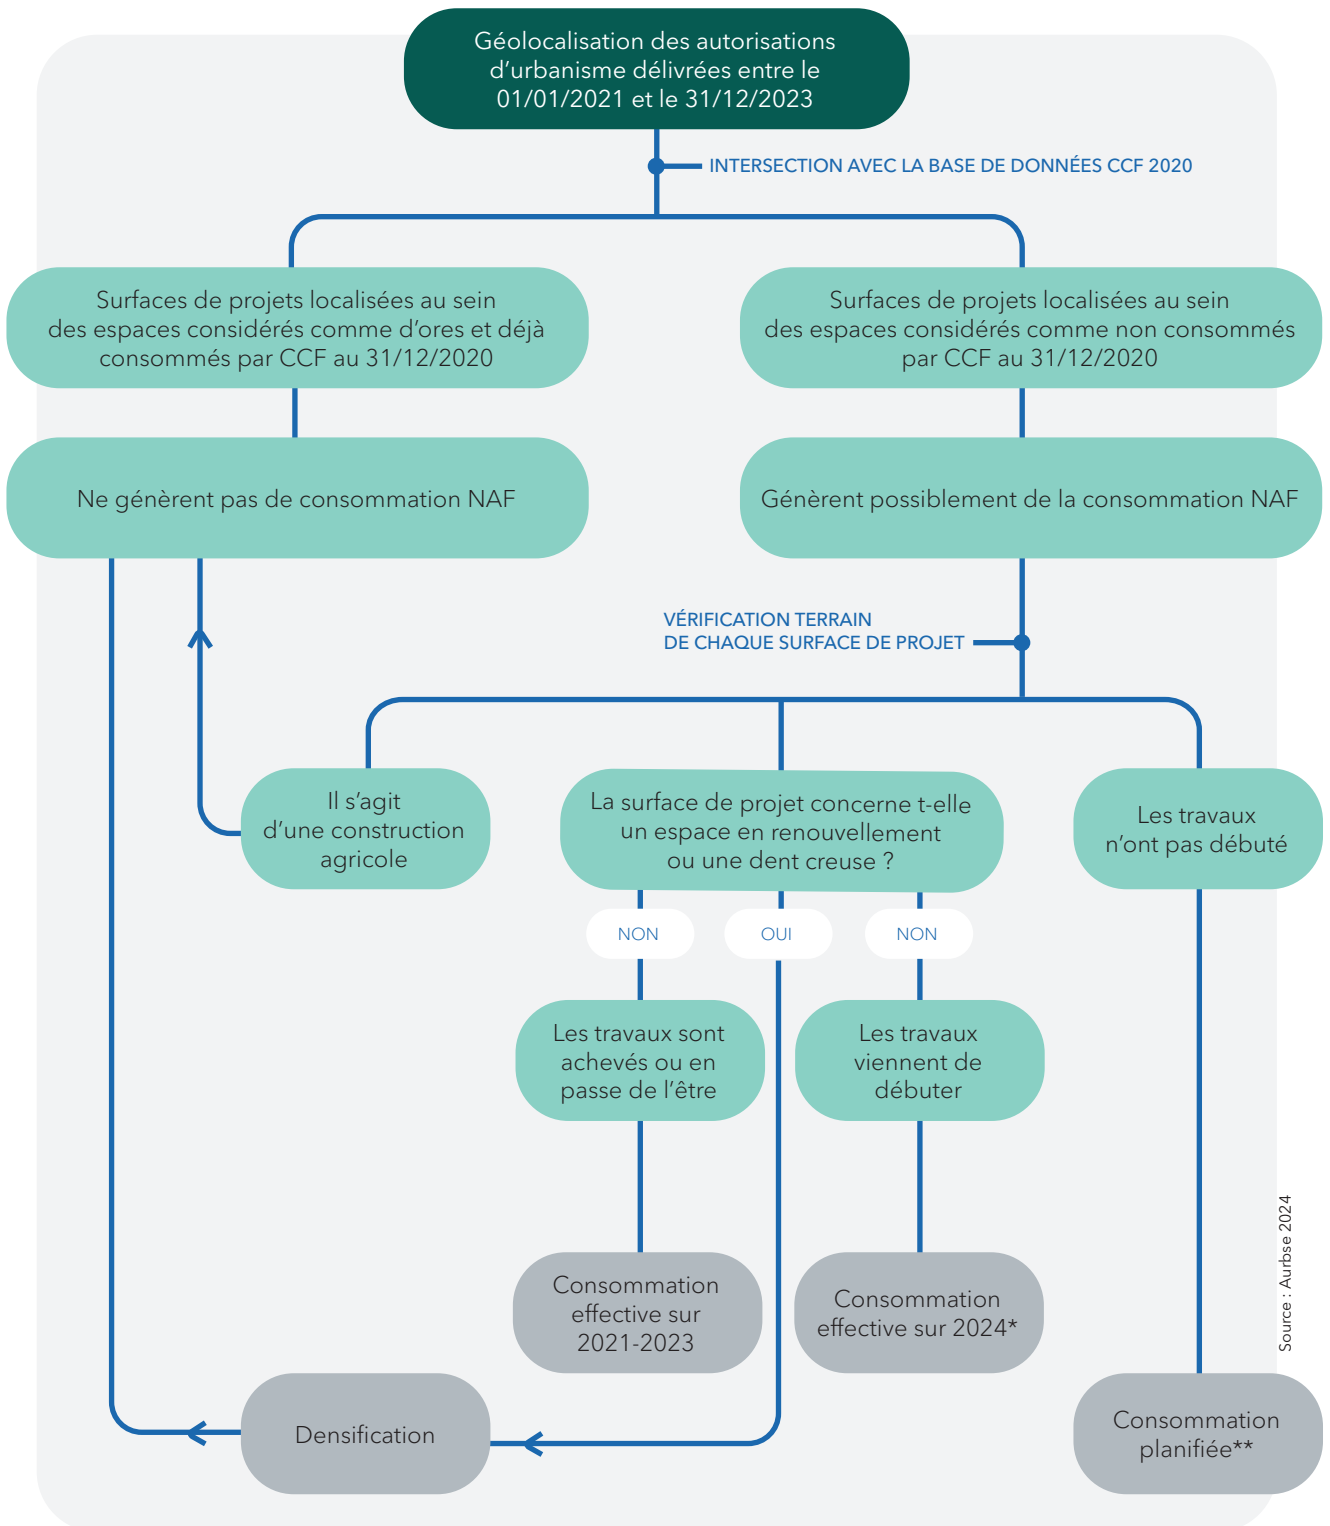 Géolocalisation des autorisations
d'urbanisme délivrées entre le
01/01/2021 et le 31/12/2023
INTERSECTION AVEC LA BASE DE DONNÉES CCF 2020
Surfaces de projets localisées au sein
des espaces considérés comme d'ores et déjà
consommés par CCF au 31/12/2020
Surfaces de projets localisées au sein
des espaces considérés comme non consommés
par CCF au 31/12/2020
Ne génèrent pas de consommation NAF
Génèrent possiblement de la consommation NAF
VÉRIFICATION TERRAIN
DE CHAQUE SURFACE DE PROJET
Il s'agit
d'une construction
agricole
La surface de projet concerne t-elle
un espace en renouvellement
ou une dent creuse ?
Les travaux
n'ont pas débuté
NON
OUI
NON
Les travaux sont
achevés ou en
passe de l'être
Les travaux
viennent de
débuter
Consommation
effective sur
2021-2023
Consommation
effective sur 2024*
Densification
Consommation
planifiée**
Source : Aurbse 2024